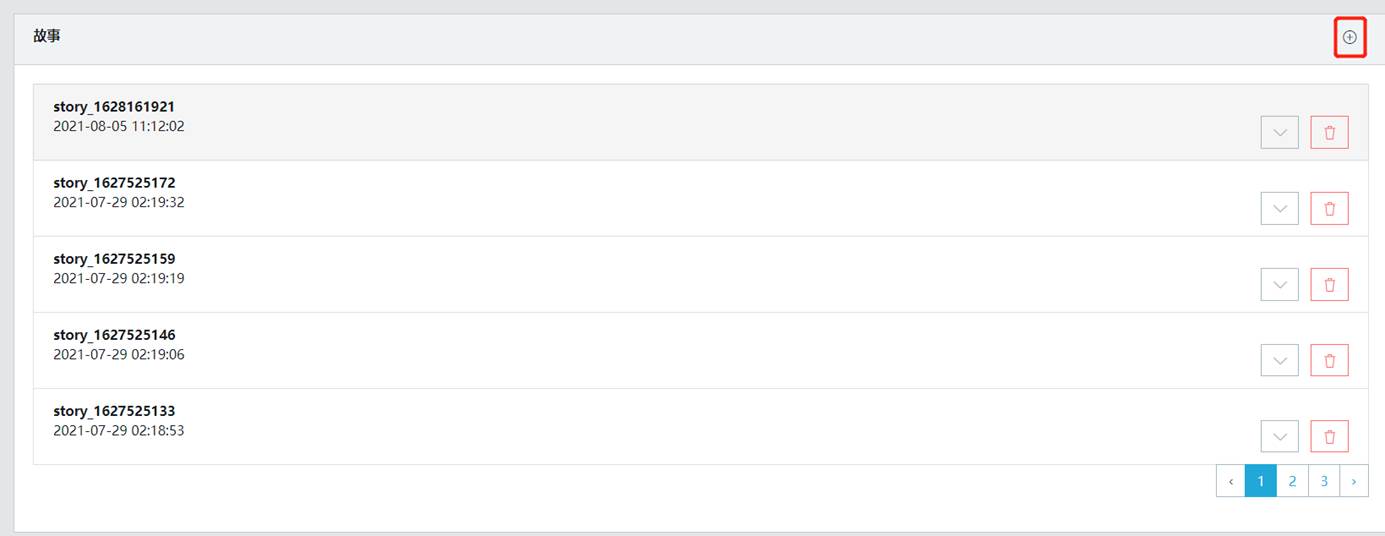 故事
story_1628161921
2021-08-05 11:12:02
story_1627525172
2021-07-29 02:19:32
story_1627525159
2021-07-29 02:19:19
story_1627525146
2021-07-29 02:19:06
story_1627525133
2021-07-29 02:18:53
‹ 1 2 3 ›